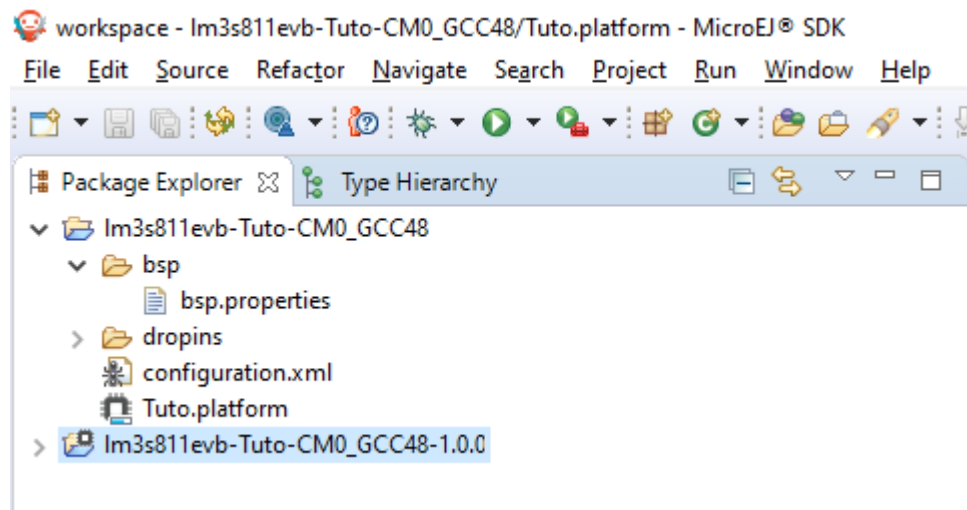 workspace - lm3s811evb-Tuto-CM0_GCC48/Tuto.platform - MicroEJ® SDK
File Edit Source Refactor Navigate Search Project Run Window Help
Package Explorer Type Hierarchy
lm3s811evb-Tuto-CM0_GCC48
bsp
bsp.properties
dropins
configuration.xml
Tuto.platform
lm3s811evb-Tuto-CM0_GCC48-1.0.0